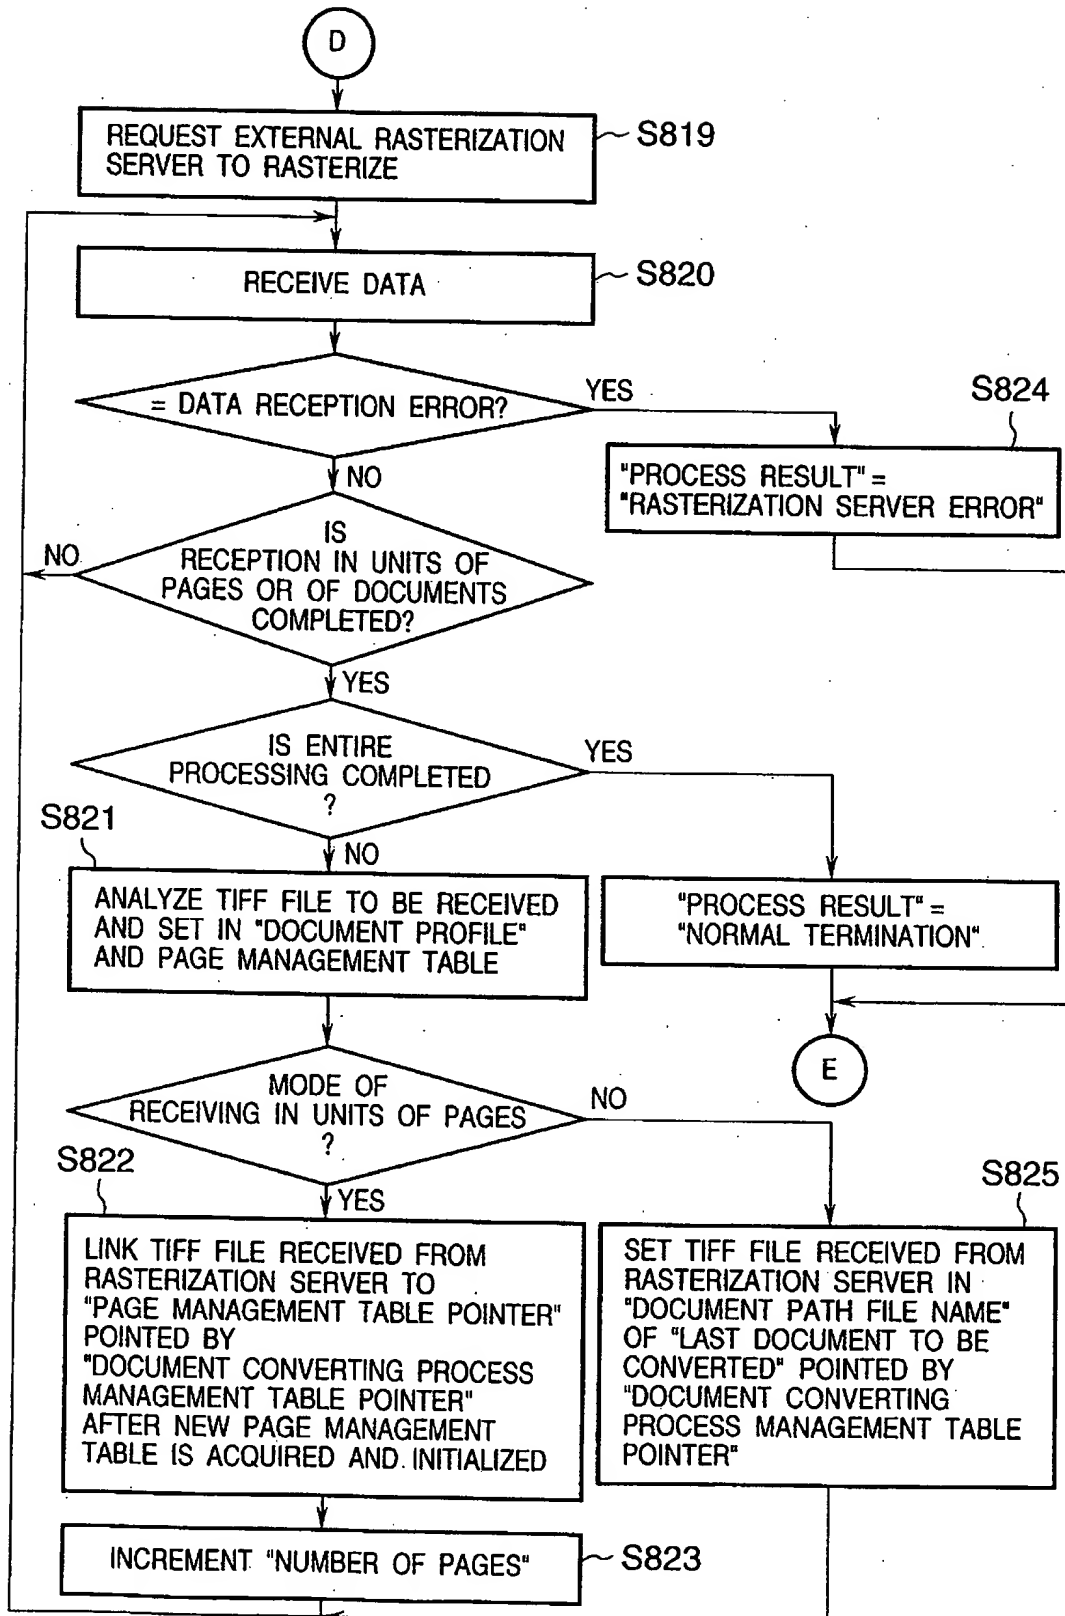 D
REQUEST EXTERNAL RASTERIZATION
SERVER TO RASTERIZE
S819
RECEIVE DATA
S820
= DATA RECEPTION ERROR?
YES
S824
"PROCESS RESULT" =
"RASTERIZATION SERVER ERROR"
NO
IS
RECEPTION IN UNITS OF
PAGES OR OF DOCUMENTS
COMPLETED?
NO
YES
IS ENTIRE
PROCESSING COMPLETED
?
YES
S821
NO
ANALYZE TIFF FILE TO BE RECEIVED
AND SET IN "DOCUMENT PROFILE"
AND PAGE MANAGEMENT TABLE
"PROCESS RESULT" =
"NORMAL TERMINATION"
E
MODE OF
RECEIVING IN UNITS OF PAGES
?
NO
S822
YES
S825
LINK TIFF FILE RECEIVED FROM
RASTERIZATION SERVER TO
"PAGE MANAGEMENT TABLE POINTER"
POINTED BY
"DOCUMENT CONVERTING PROCESS
MANAGEMENT TABLE POINTER"
AFTER NEW PAGE MANAGEMENT
TABLE IS ACQUIRED AND INITIALIZED
SET TIFF FILE RECEIVED FROM
RASTERIZATION SERVER IN
"DOCUMENT PATH FILE NAME"
OF "LAST DOCUMENT TO BE
CONVERTED" POINTED BY
"DOCUMENT CONVERTING
PROCESS MANAGEMENT TABLE
POINTER"
INCREMENT "NUMBER OF PAGES"
S823